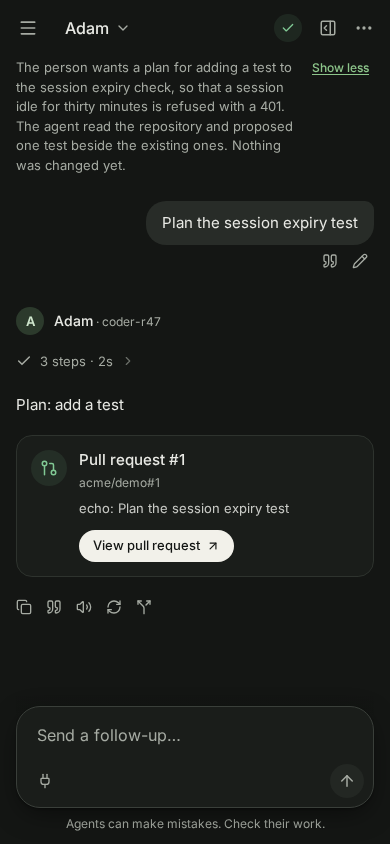 Adam
The person wants a plan for adding a test to
the session expiry check, so that a session
idle for thirty minutes is refused with a 401.
The agent read the repository and proposed
one test beside the existing ones. Nothing
was changed yet.
Show less
Plan the session expiry test
A
Adam · coder-r47
3 steps · 2s
Plan: add a test
Pull request #1
acme/demo#1
echo: Plan the session expiry test
View pull request
Send a follow-up...
Agents can make mistakes. Check their work.